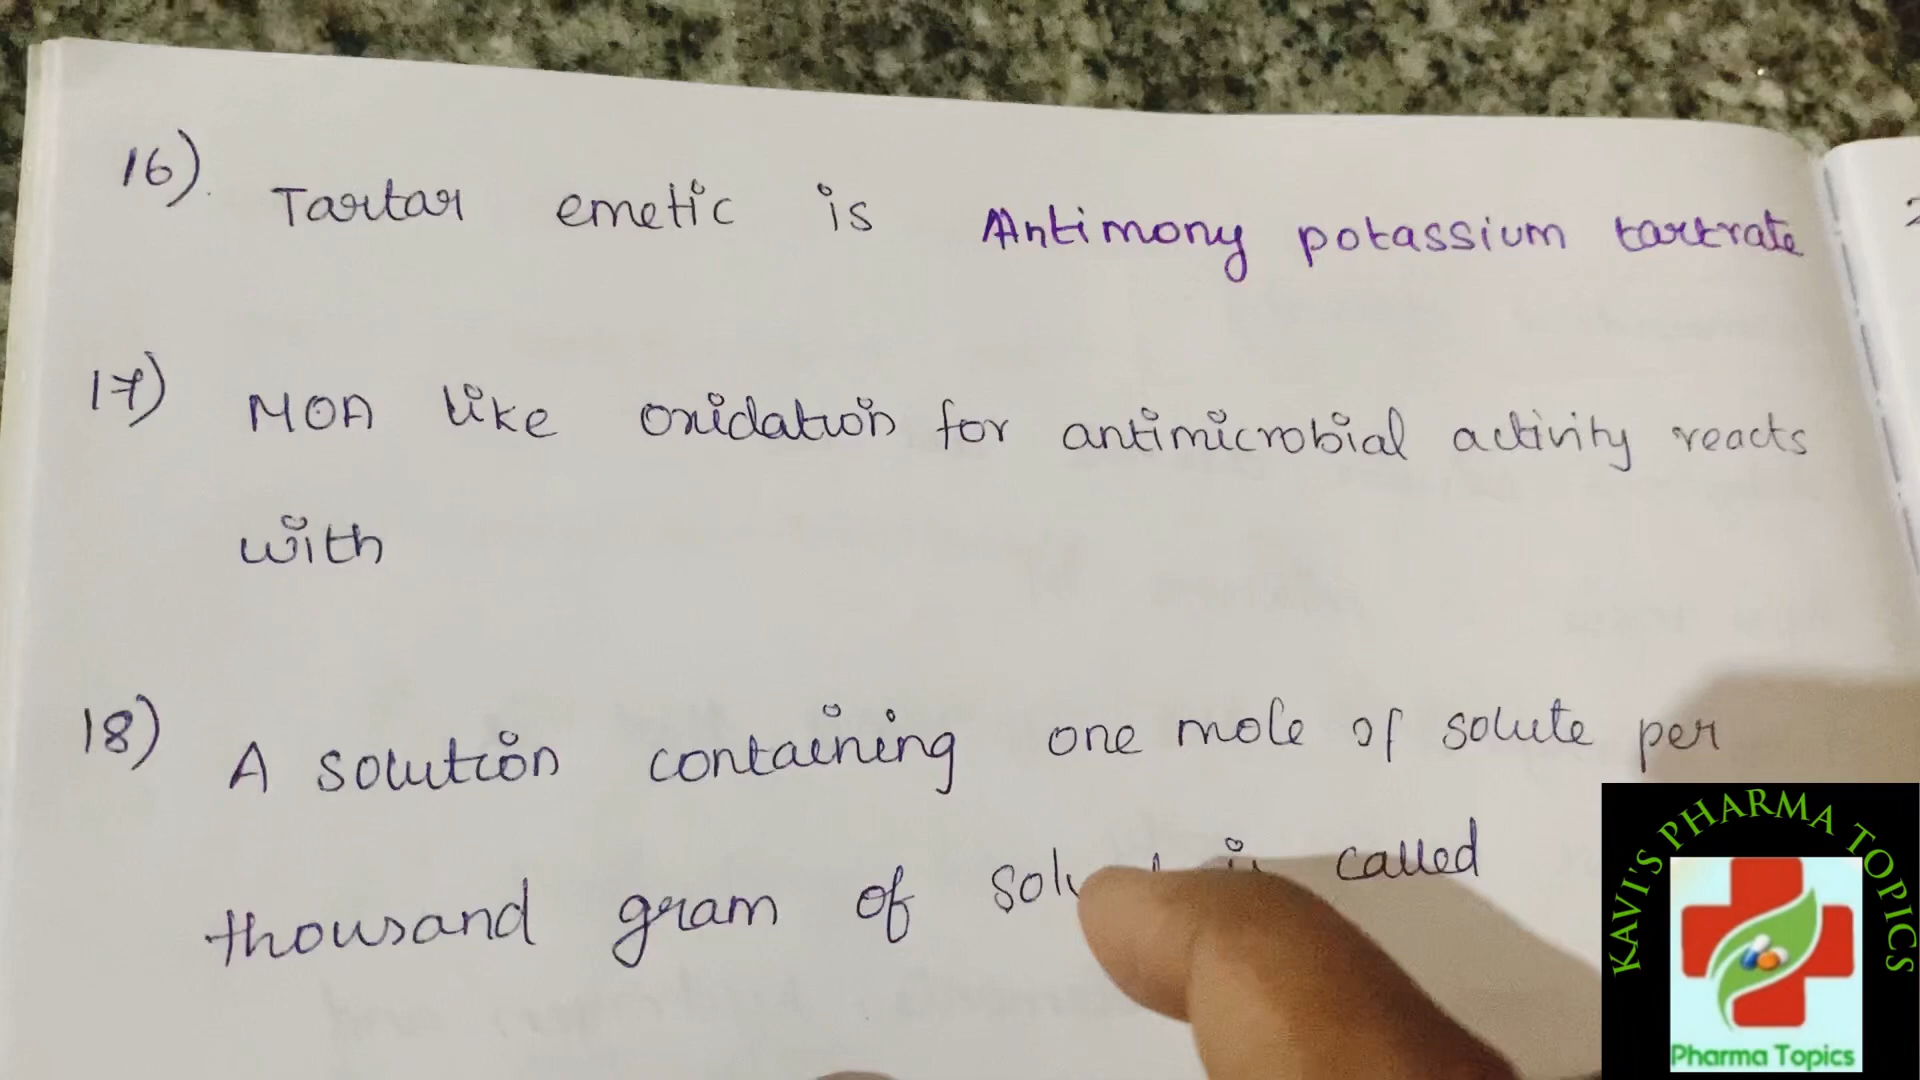 16).
Tartar emetic is Antimony potassium tartrate
17)
MOA like oxidation for antimicrobial activity reacts
with
18)
A solution containing one mole of solute per
thousand gram of called
KAVI'S PHARMA TOPICS
Pharma Topics